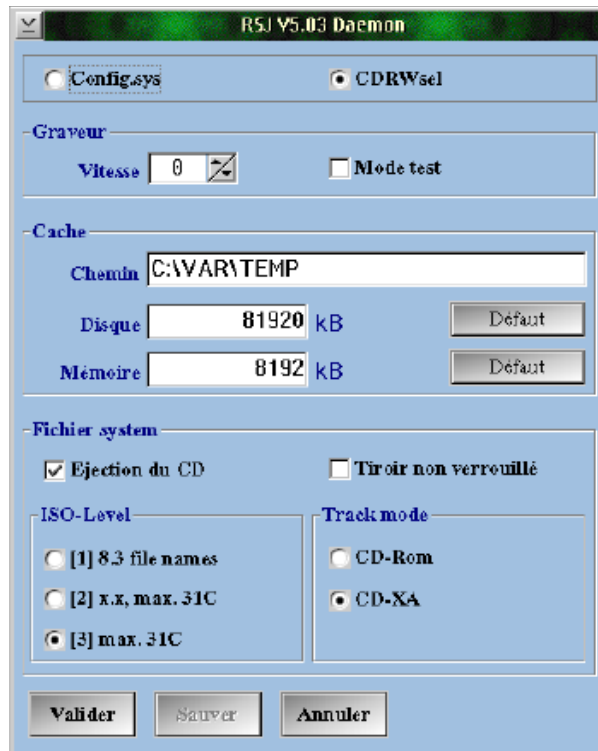 RSJ V5.03 Daemon
Config.sys CDRWsel
Graveur
Vitesse 0 Mode test
Cache
Chemin C:\VAR\TEMP
Disque 81920 kB Défaut
Mémoire 8192 kB Défaut
Fichier system
Ejection du CD Tiroir non verrouillé
ISO-Level Track mode
[1] 8.3 file names CD-Rom
[2] x.x, max. 31C CD-XA
[3] max. 31C
Valider Sauver Annuler